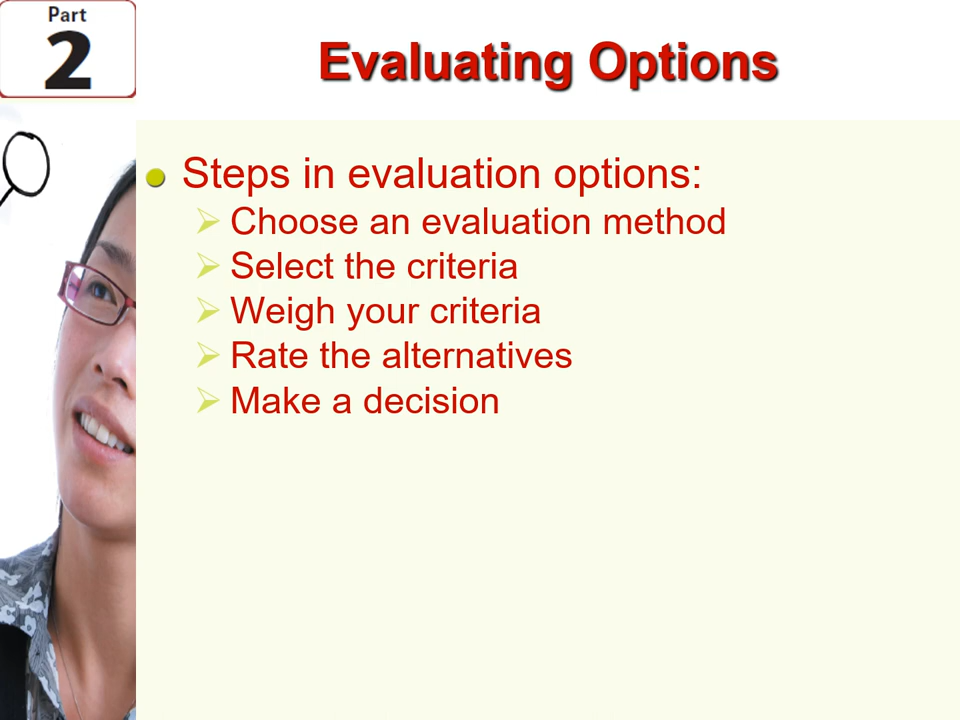 Part
2
Evaluating Options
Steps in evaluation options:
Choose an evaluation method
Select the criteria
Weigh your criteria
Rate the alternatives
Make a decision